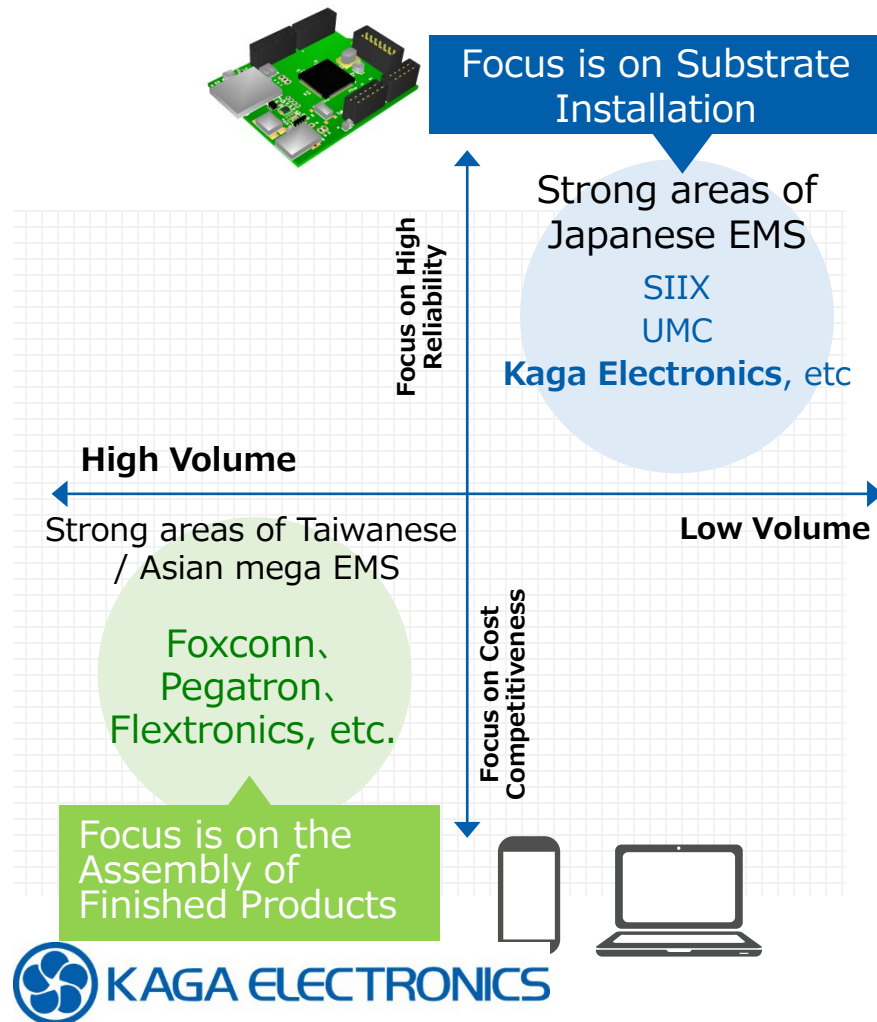 Focus is on Substrate
Installation
Strong areas of
Japanese EMS
SIIX
UMC
Kaga Electronics, etc
Focus on High
Reliability
High Volume
Low Volume
Strong areas of Taiwanese
/ Asian mega EMS
Foxconn、
Pegatron、
Flextronics, etc.
Focus on Cost
Competitiveness
Focus is on the
Assembly of
Finished Products
KAGA ELECTRONICS